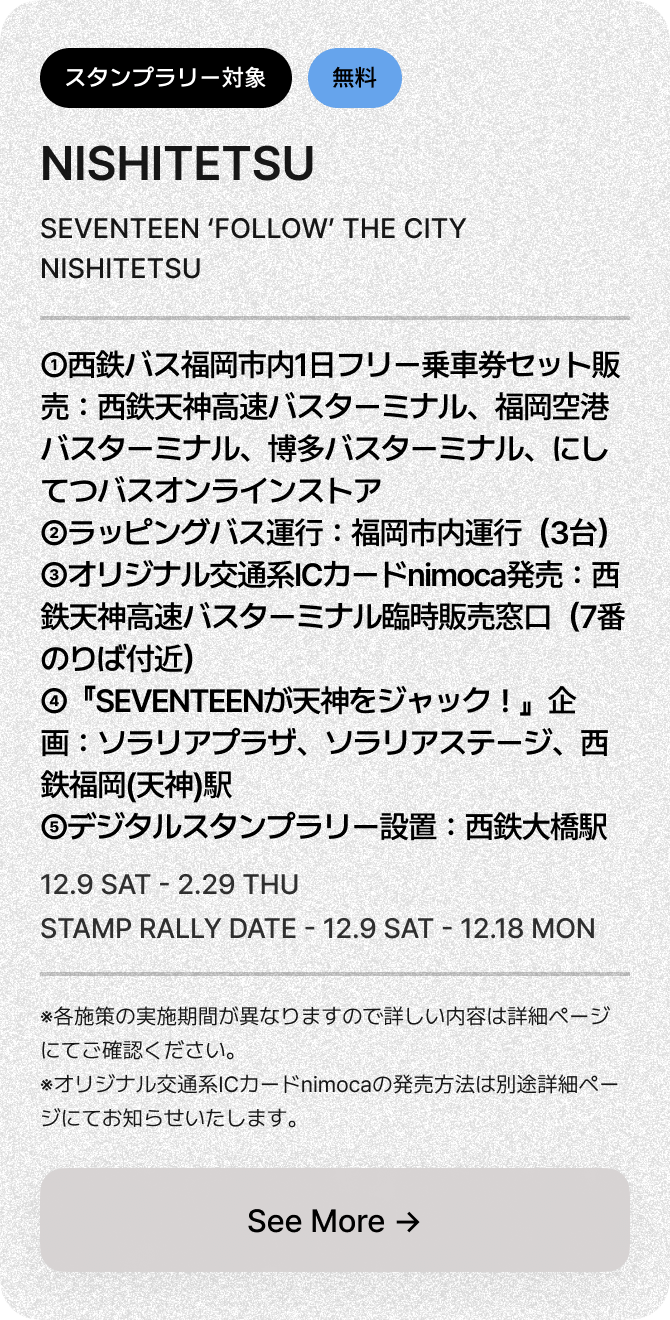 スタンプラリー対象
無料
NISHITETSU
SEVENTEEN ‘FOLLOW’ THE CITY
NISHITETSU
①西鉄バス福岡市内1日フリー乗車券セット販
売：西鉄天神高速バスターミナル、福岡空港
バスターミナル、博多バスターミナル、にし
てつバスオンラインストア
②ラッピングバス運行：福岡市内運行（3台）
③オリジナル交通系ICカードnimoca発売：西
鉄天神高速バスターミナル臨時販売窓口（7番
のりば付近）
④『SEVENTEENが天神をジャック！』企
画：ソラリアプラザ、ソラリアステージ、西
鉄福岡(天神)駅
⑤デジタルスタンプラリー設置：西鉄大橋駅
12.9 SAT - 2.29 THU
STAMP RALLY DATE - 12.9 SAT - 12.18 MON
※各施策の実施期間が異なりますので詳しい内容は詳細ページ
にてご確認ください。
※オリジナル交通系ICカードnimocaの発売方法は別途詳細ペー
ジにてお知らせいたします。
See More →